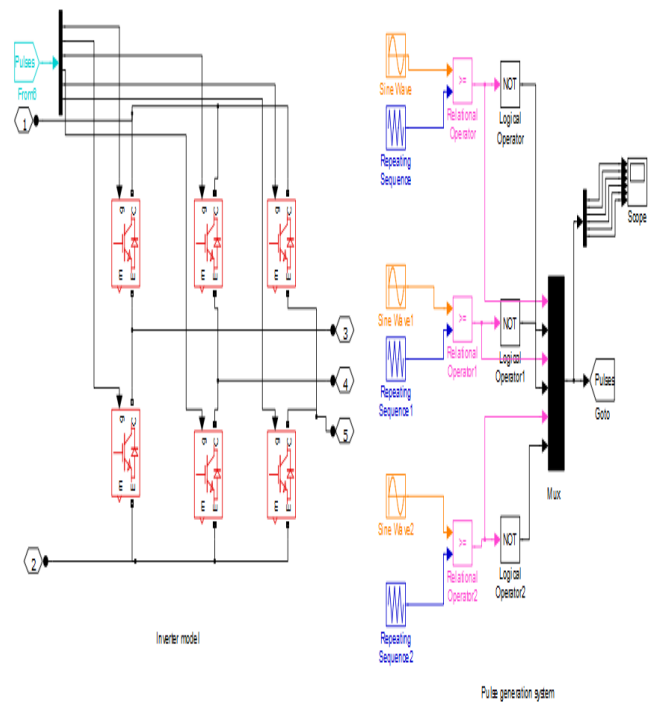 Pulses
From6
1
g C
m E
g C
m E
g C
m E
3
4
5
g C
m E
g C
m E
g C
m E
2
Inverter model
Sine Wave
Repeating
Sequence
>=
Relational
Operator
NOT
Logical
Operator
Scope
Sine Wave1
Repeating
Sequence1
>=
Relational
Operator1
NOT
Logical
Operator1
Pulses
Goto
Mux
Sine Wave2
Repeating
Sequence2
>=
Relational
Operator2
NOT
Logical
Operator2
Pulse generation system